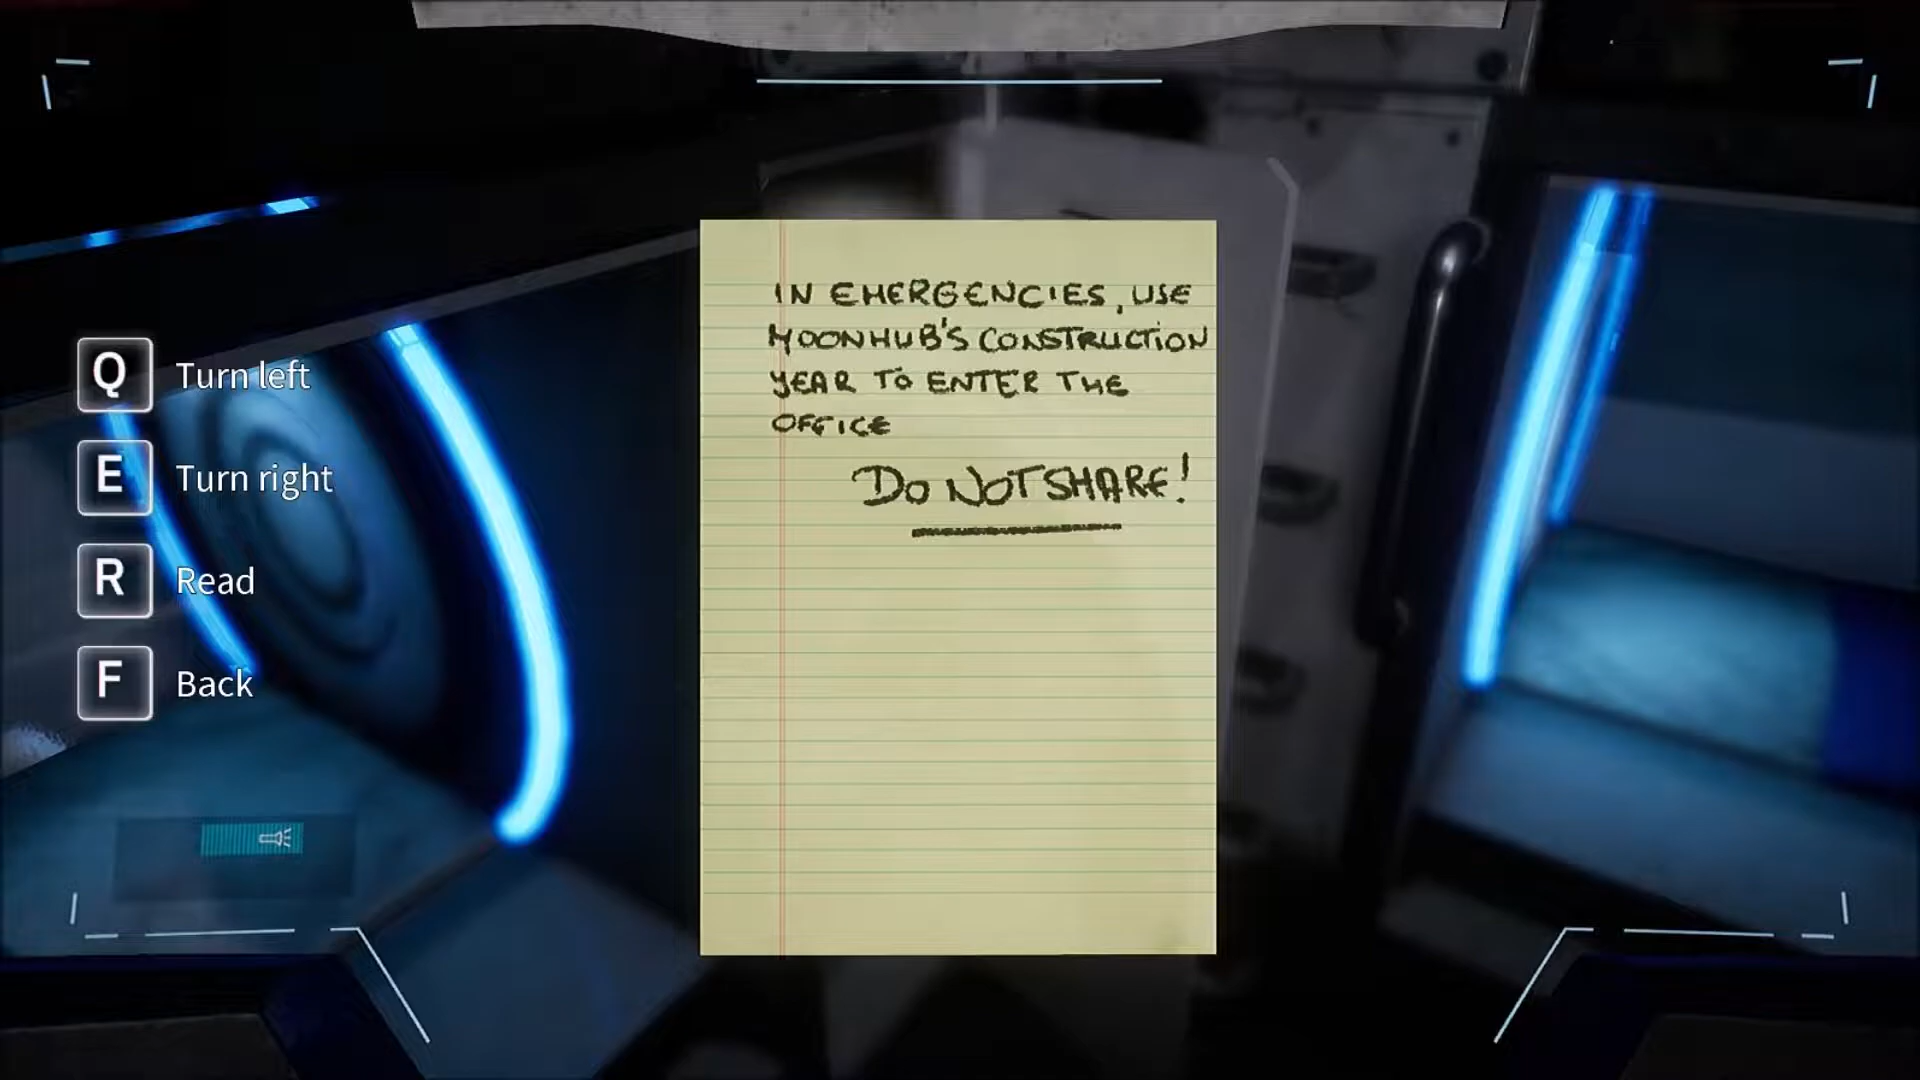 IN EMERGENCIES, USE
MOONHUB'S CONSTRUCTION
YEAR TO ENTER THE
OFFICE
DO NOT SHARE!
Q Turn left
E Turn right
R Read
F Back